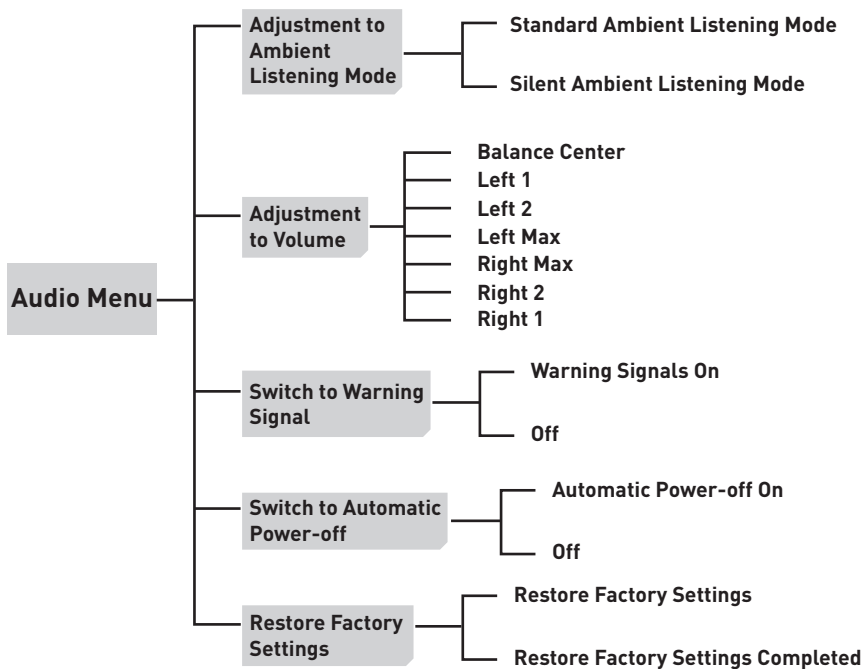 Adjustment to
Ambient
Listening Mode
Standard Ambient Listening Mode
Silent Ambient Listening Mode
Adjustment
to Volume
Balance Center
Left 1
Left 2
Left Max
Right Max
Right 2
Right 1
Audio Menu
Switch to Warning
Signal
Warning Signals On
Off
Switch to Automatic
Power-off
Automatic Power-off On
Off
Restore Factory
Settings
Restore Factory Settings
Restore Factory Settings Completed